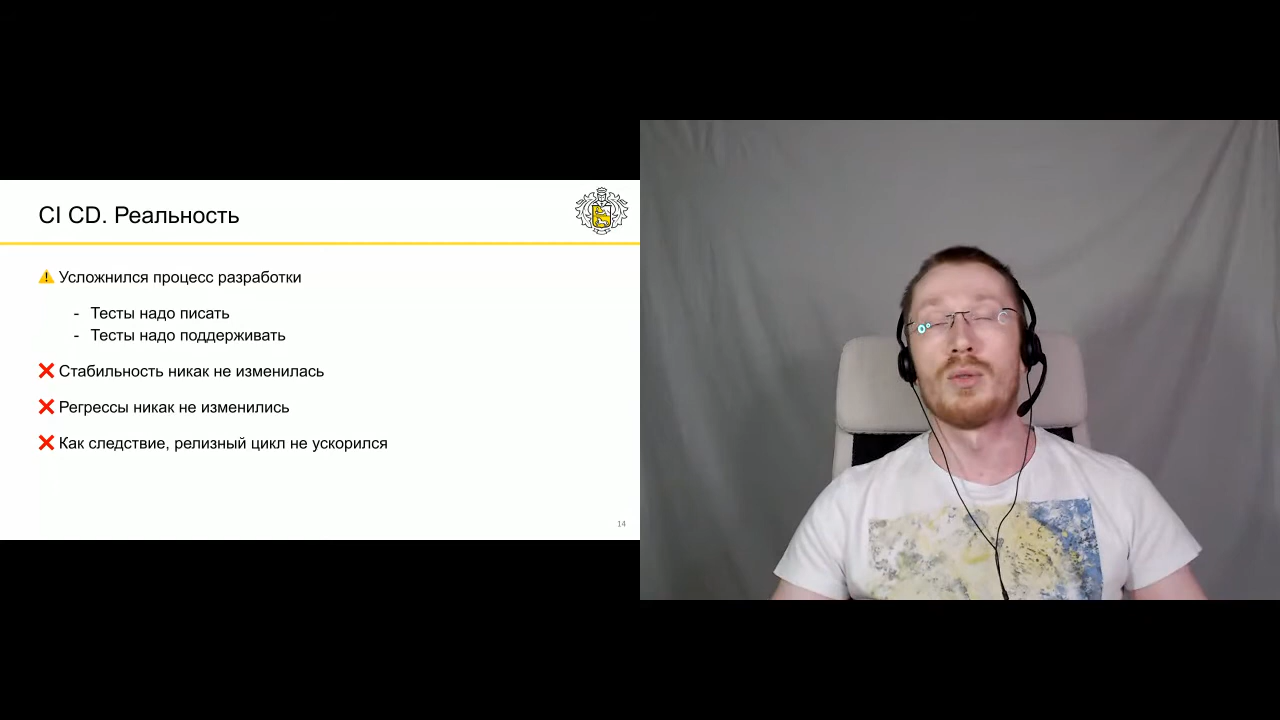 CI CD. Реальность
Усложнился процесс разработки
- Тесты надо писать
- Тесты надо поддерживать
Стабильность никак не изменилась
Регрессы никак не изменились
Как следствие, релизный цикл не ускорился
14